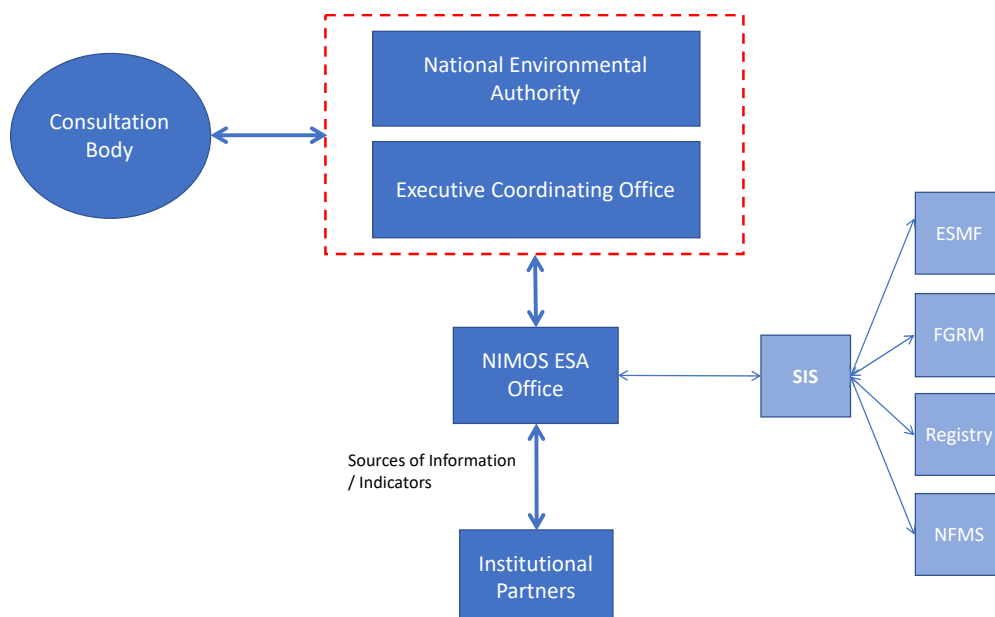 National Environmental
Authority
Consultation
Body
Executive Coordinating Office
ESMF
FGRM
NIMOS ESA
Office
SIS
Registry
Sources of Information
/ Indicators
NFMS
Institutional
Partners